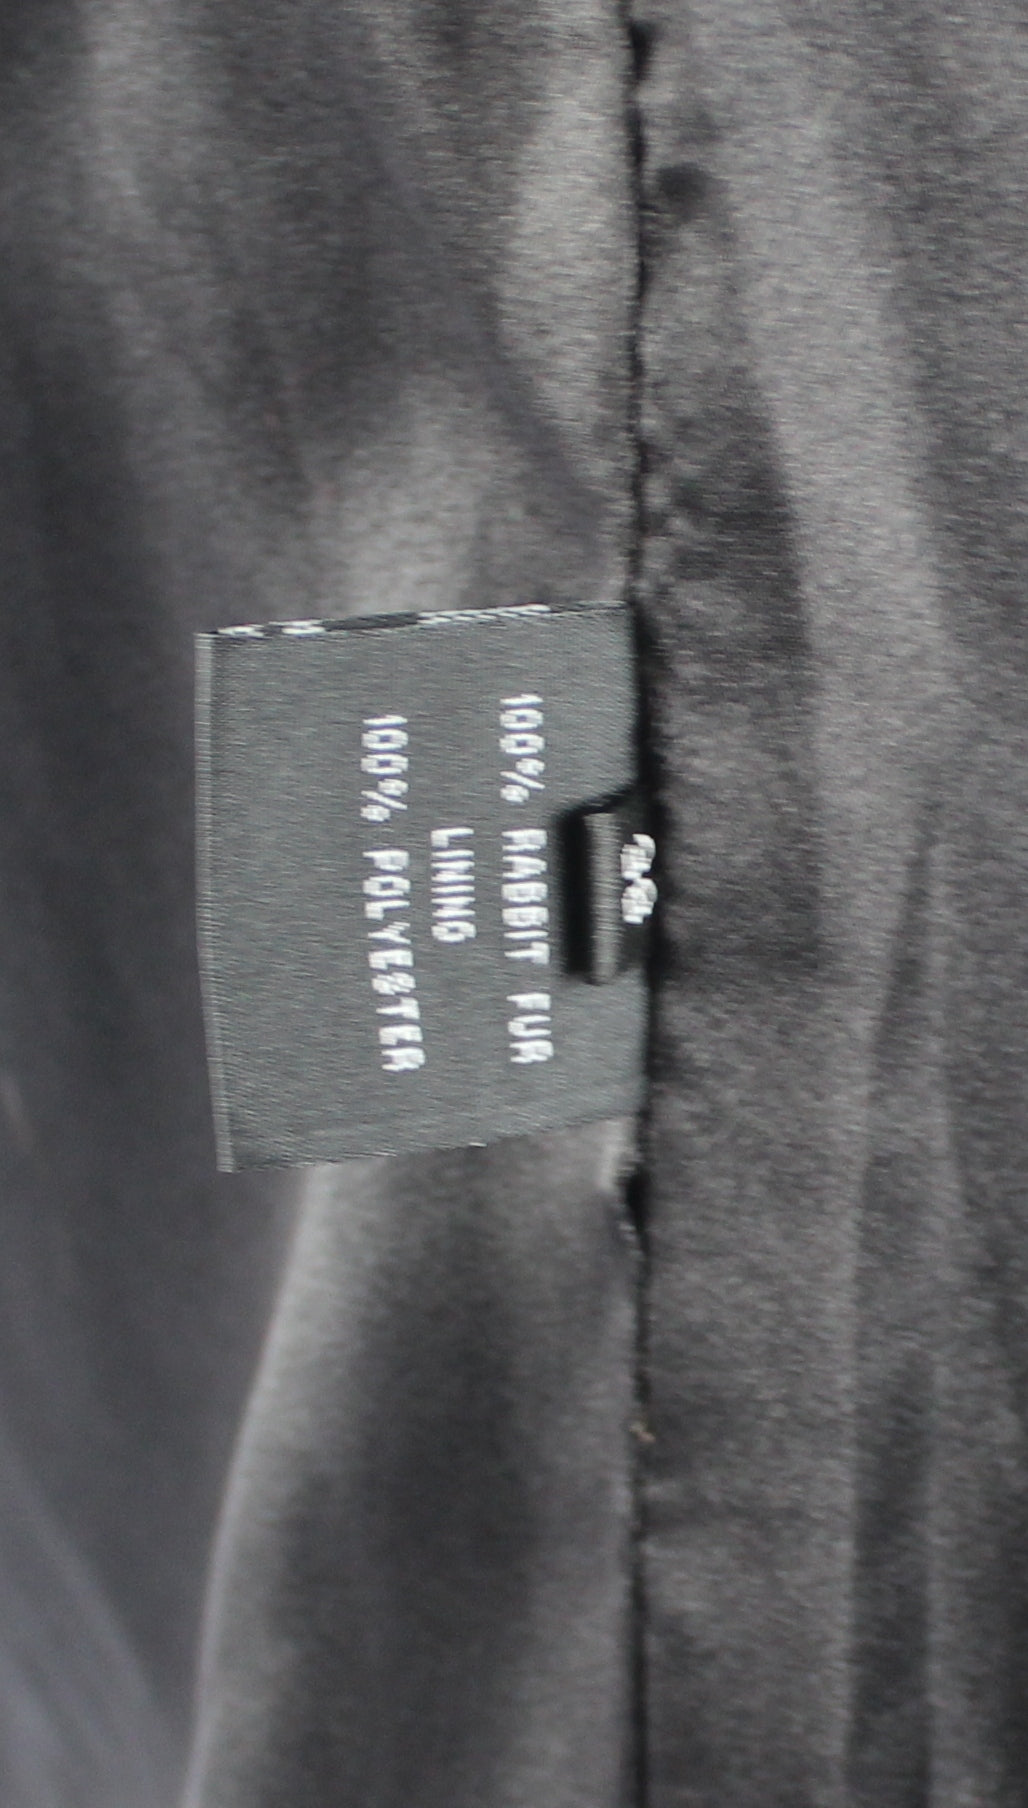 100% RABBIT FUR
LINING
100% POLYESTER